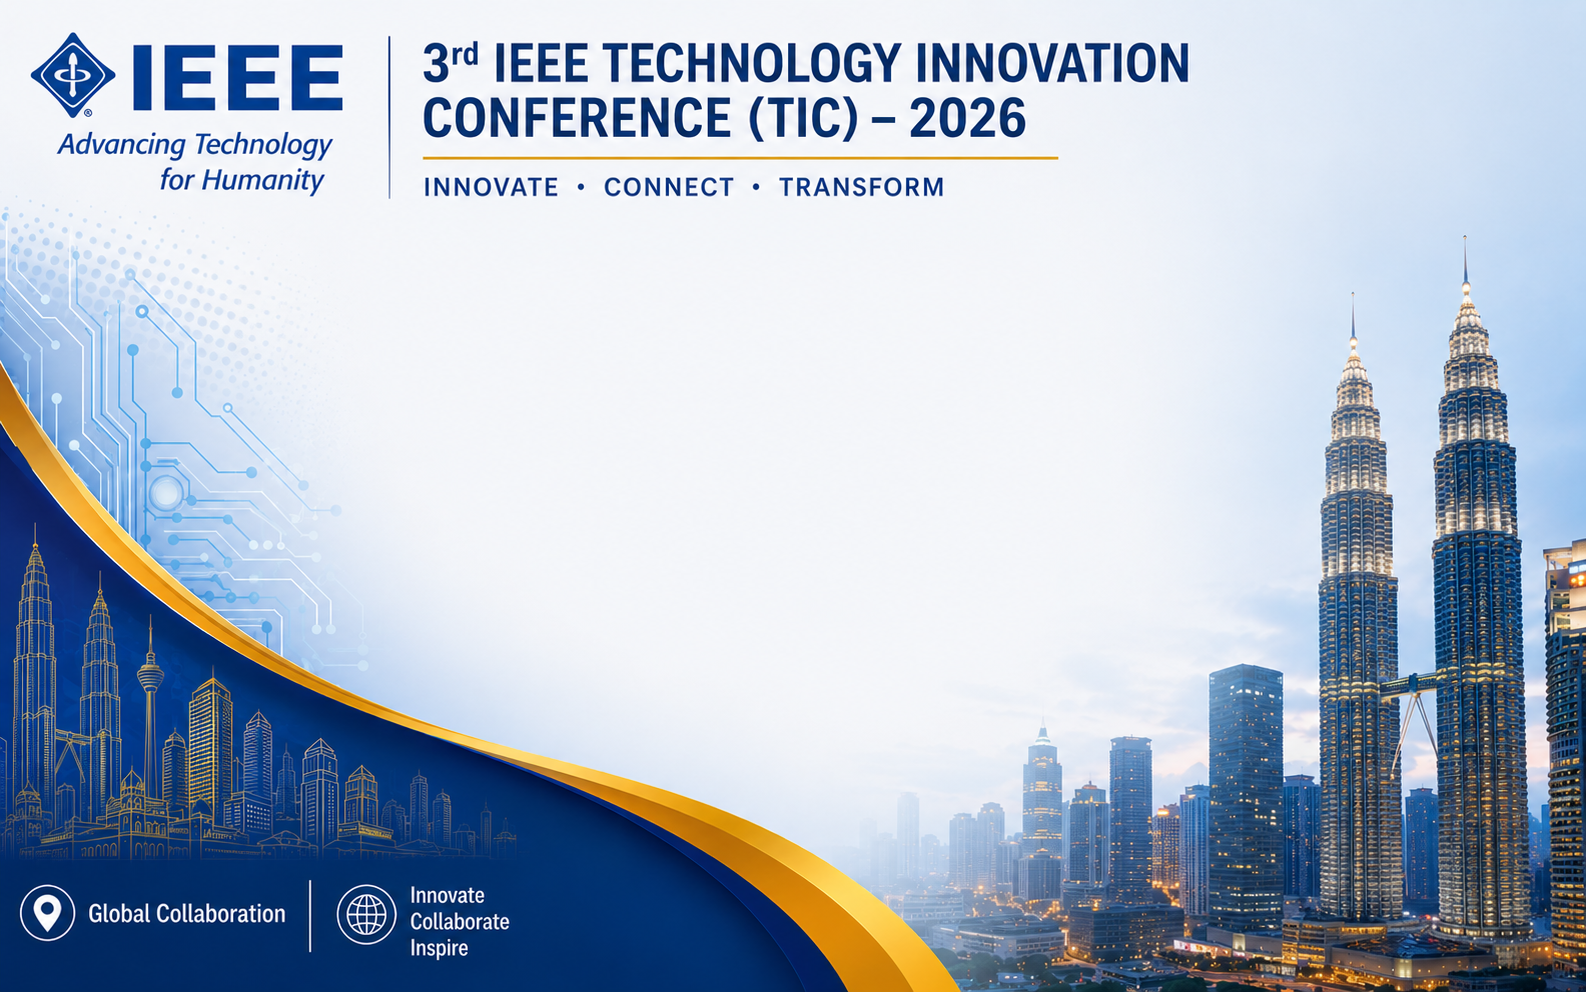 IEEE
®
Advancing Technology
for Humanity
3rd IEEE TECHNOLOGY INNOVATION
CONFERENCE (TIC) – 2026
INNOVATE • CONNECT • TRANSFORM
Global Collaboration
Innovate
Collaborate
Inspire